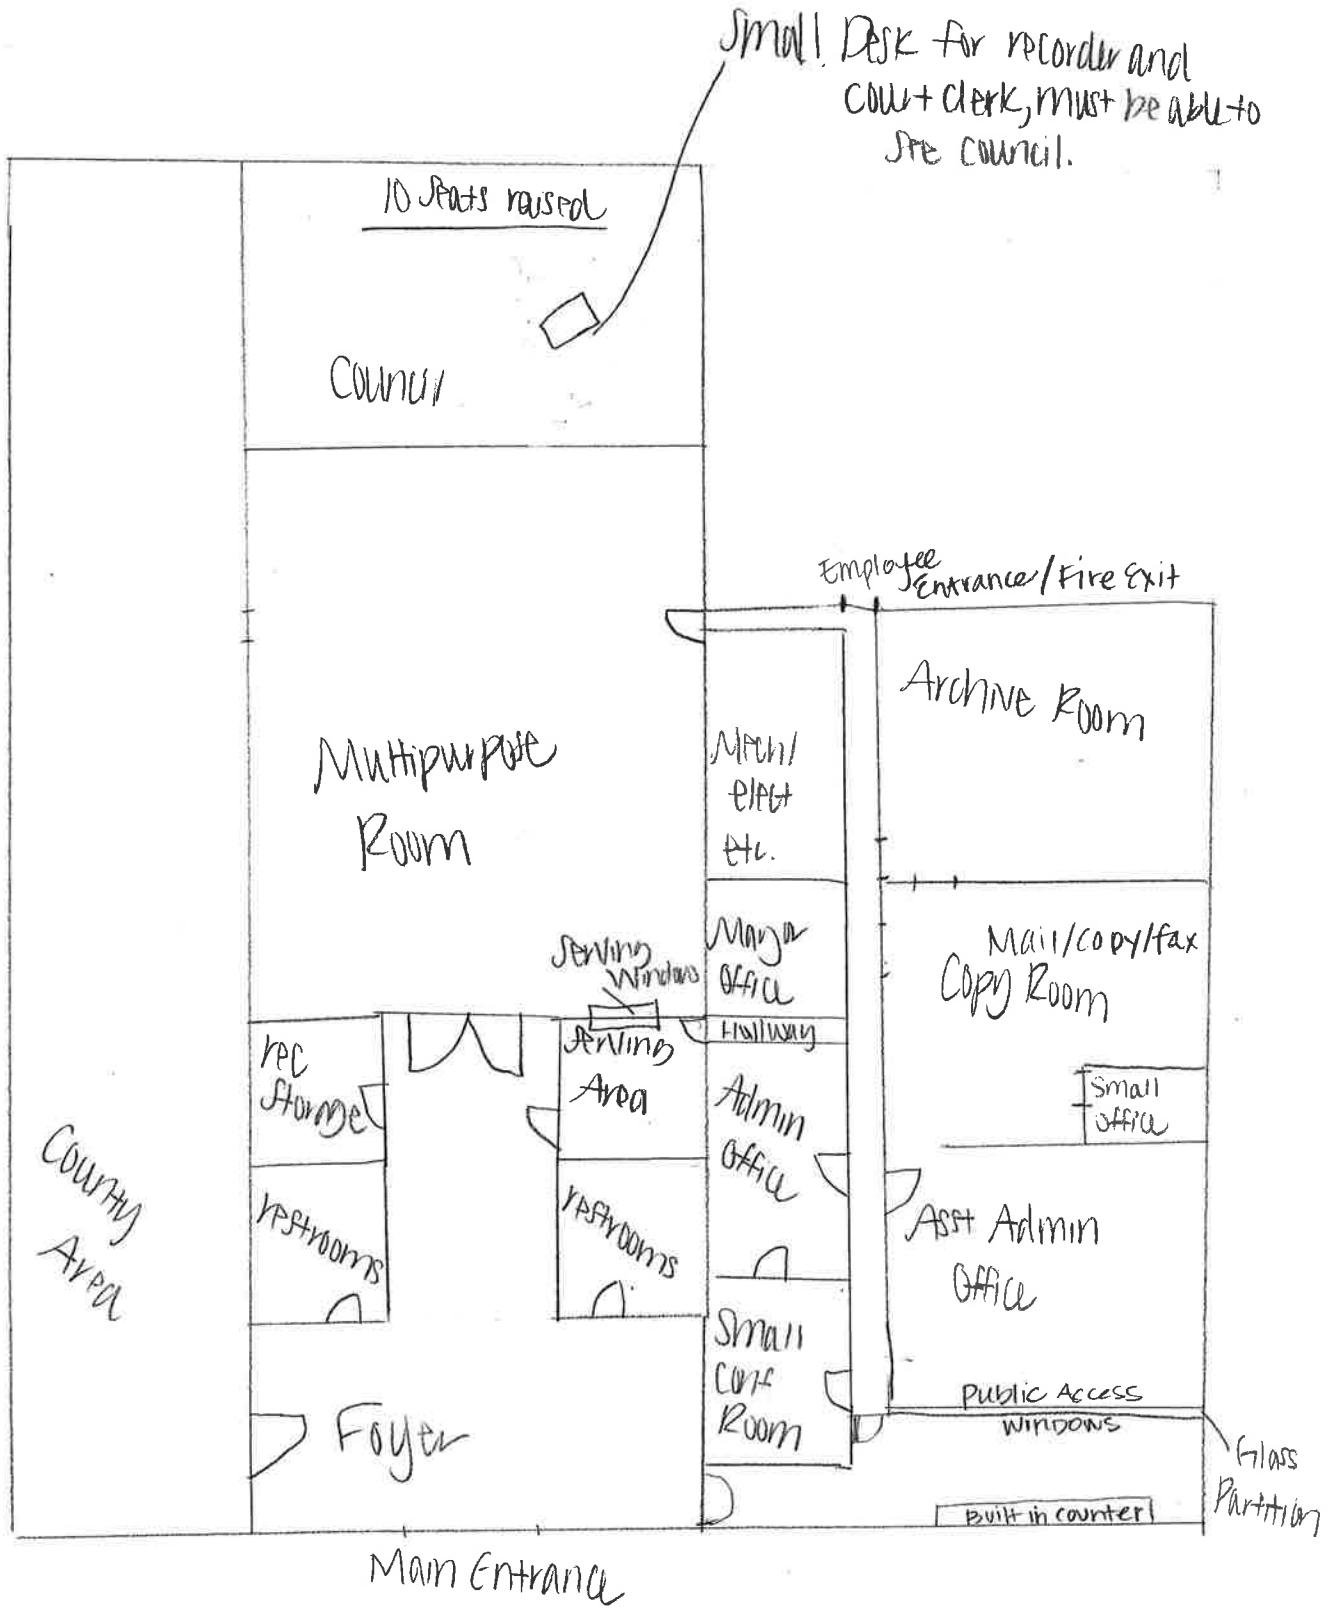 Small Desk for recorder and
court clerk, must be able to
see council.
10 Seats raised
Council
Employee
Entrance/Fire Exit
Archive Room
Multipurpose
Room
Mech/
elect
etc.
Mail/copy/fax
Copy Room
Mayor
Office
Serving
Window
Hallway
rec
Storage
Serving
Area
Small
office
Admin
Office
County
Area
restrooms
restrooms
Asst Admin
Office
Small
Conf
Room
Public Access
Windows
Foyer
Glass
Partition
Built in counter
Main Entrance